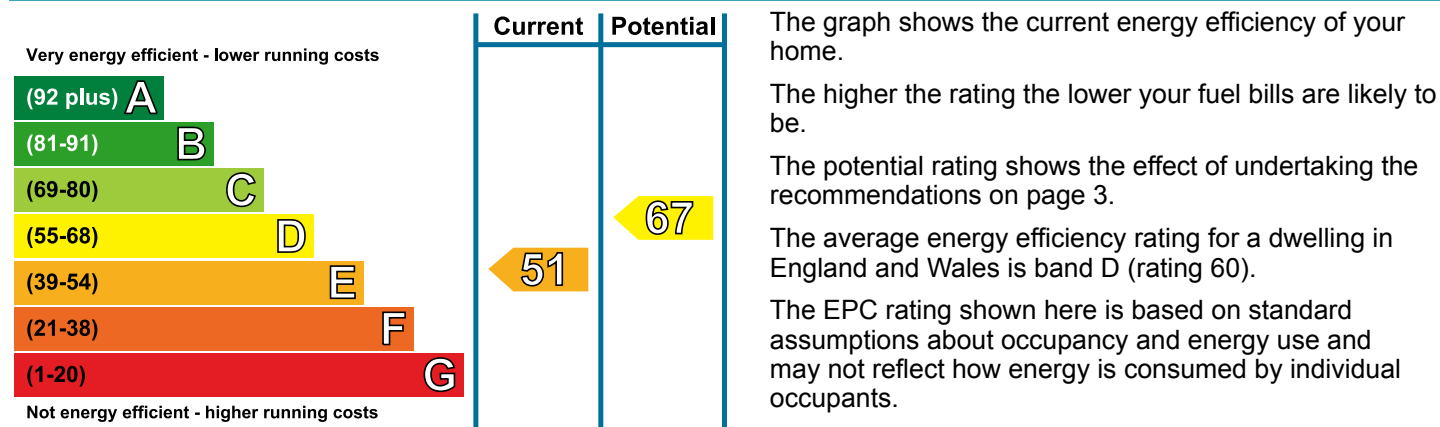 Current Potential
Very energy efficient - lower running costs
(92 plus) A
(81-91) B
(69-80) C
(55-68) D
(39-54) E
(21-38) F
(1-20) G
Not energy efficient - higher running costs
51
67
The graph shows the current energy efficiency of your
home.
The higher the rating the lower your fuel bills are likely to
be.
The potential rating shows the effect of undertaking the
recommendations on page 3.
The average energy efficiency rating for a dwelling in
England and Wales is band D (rating 60).
The EPC rating shown here is based on standard
assumptions about occupancy and energy use and
may not reflect how energy is consumed by individual
occupants.